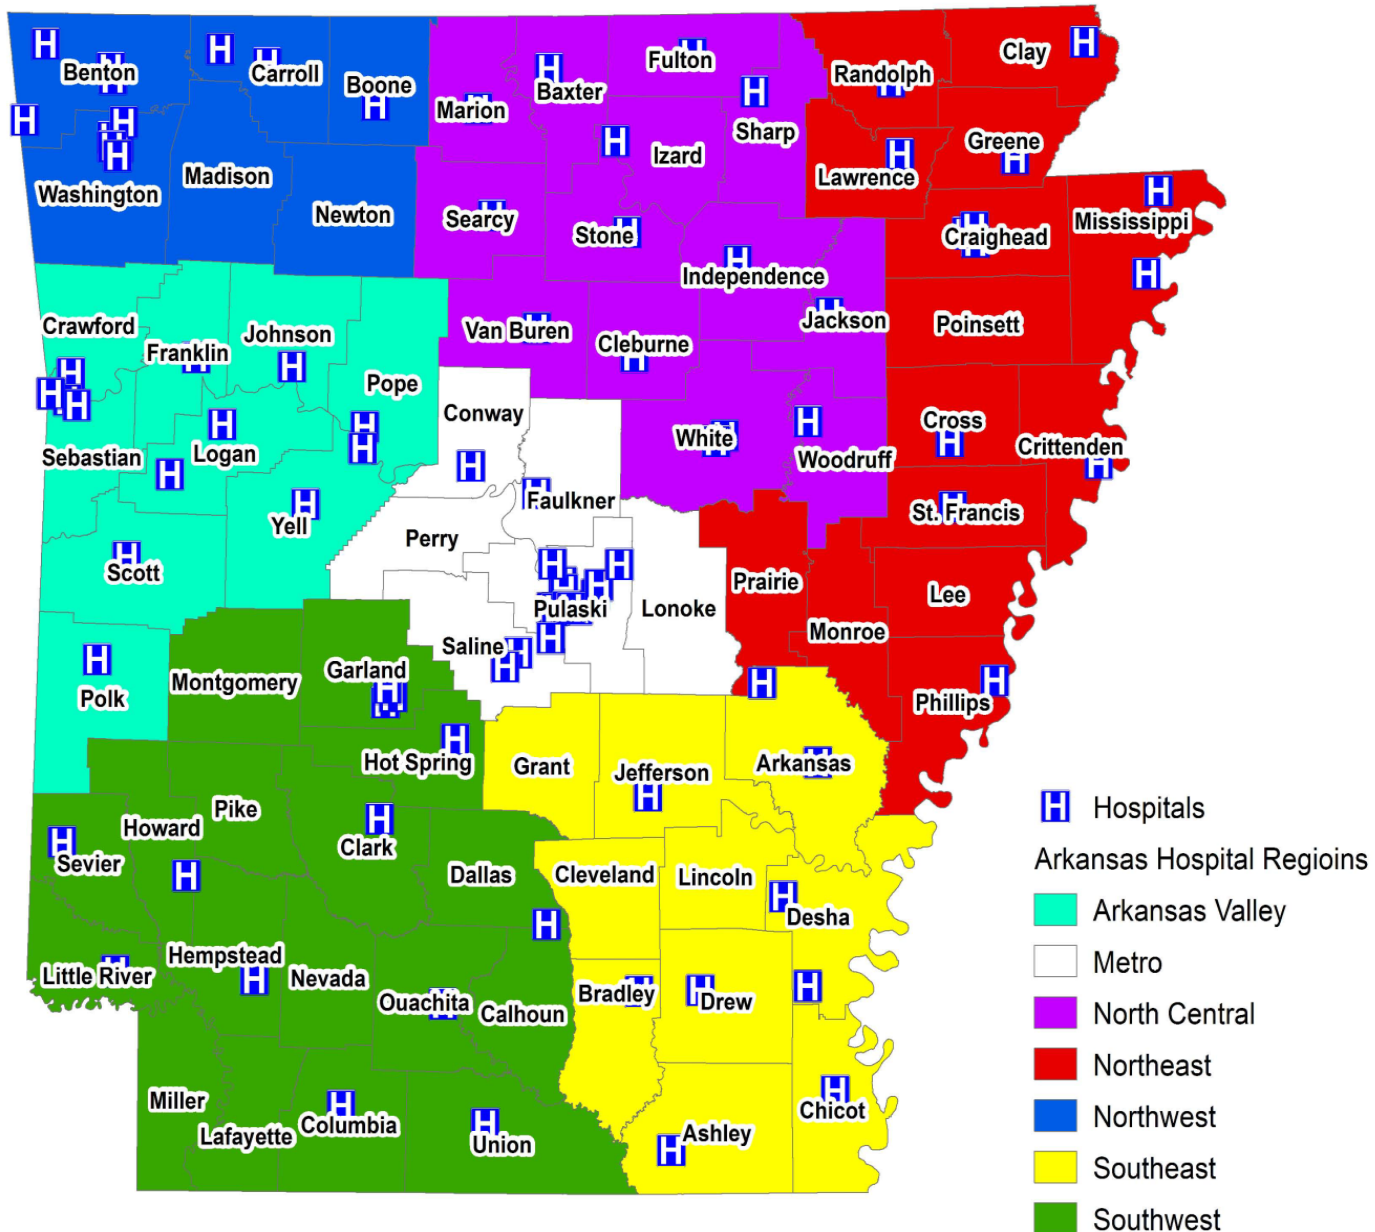 Clay
Fulton
Benton
Carroll
Randolph
Boone
Baxter
Marion
Sharp
Greene
Izard
Madison
Lawrence
Washington
Newton
Searcy
Mississippi
Stone
Craighead
Independence
Crawford
Jackson
Poinsett
Johnson
Van Buren
Cleburne
Franklin
Pope
Conway
Cross
White
Crittenden
Logan
Sebastian
Woodruff
Faulkner
St. Francis
Yell
Perry
Scott
Prairie
Lee
Pulaski
Lonoke
Monroe
Saline
Garland
Montgomery
Polk
Phillips
Hot Spring
Grant
Jefferson
Arkansas
H Hospitals
Pike
Howard
Clark
Arkansas Hospital Regioins
Sevier
Dallas
Cleveland
Lincoln
Arkansas Valley
Desha
Hempstead
Metro
Little River
Nevada
Ouachita
Bradley
Drew
Calhoun
North Central
Northeast
Miller
Chicot
Northwest
Columbia
Lafayette
Ashley
Union
Southeast
Southwest